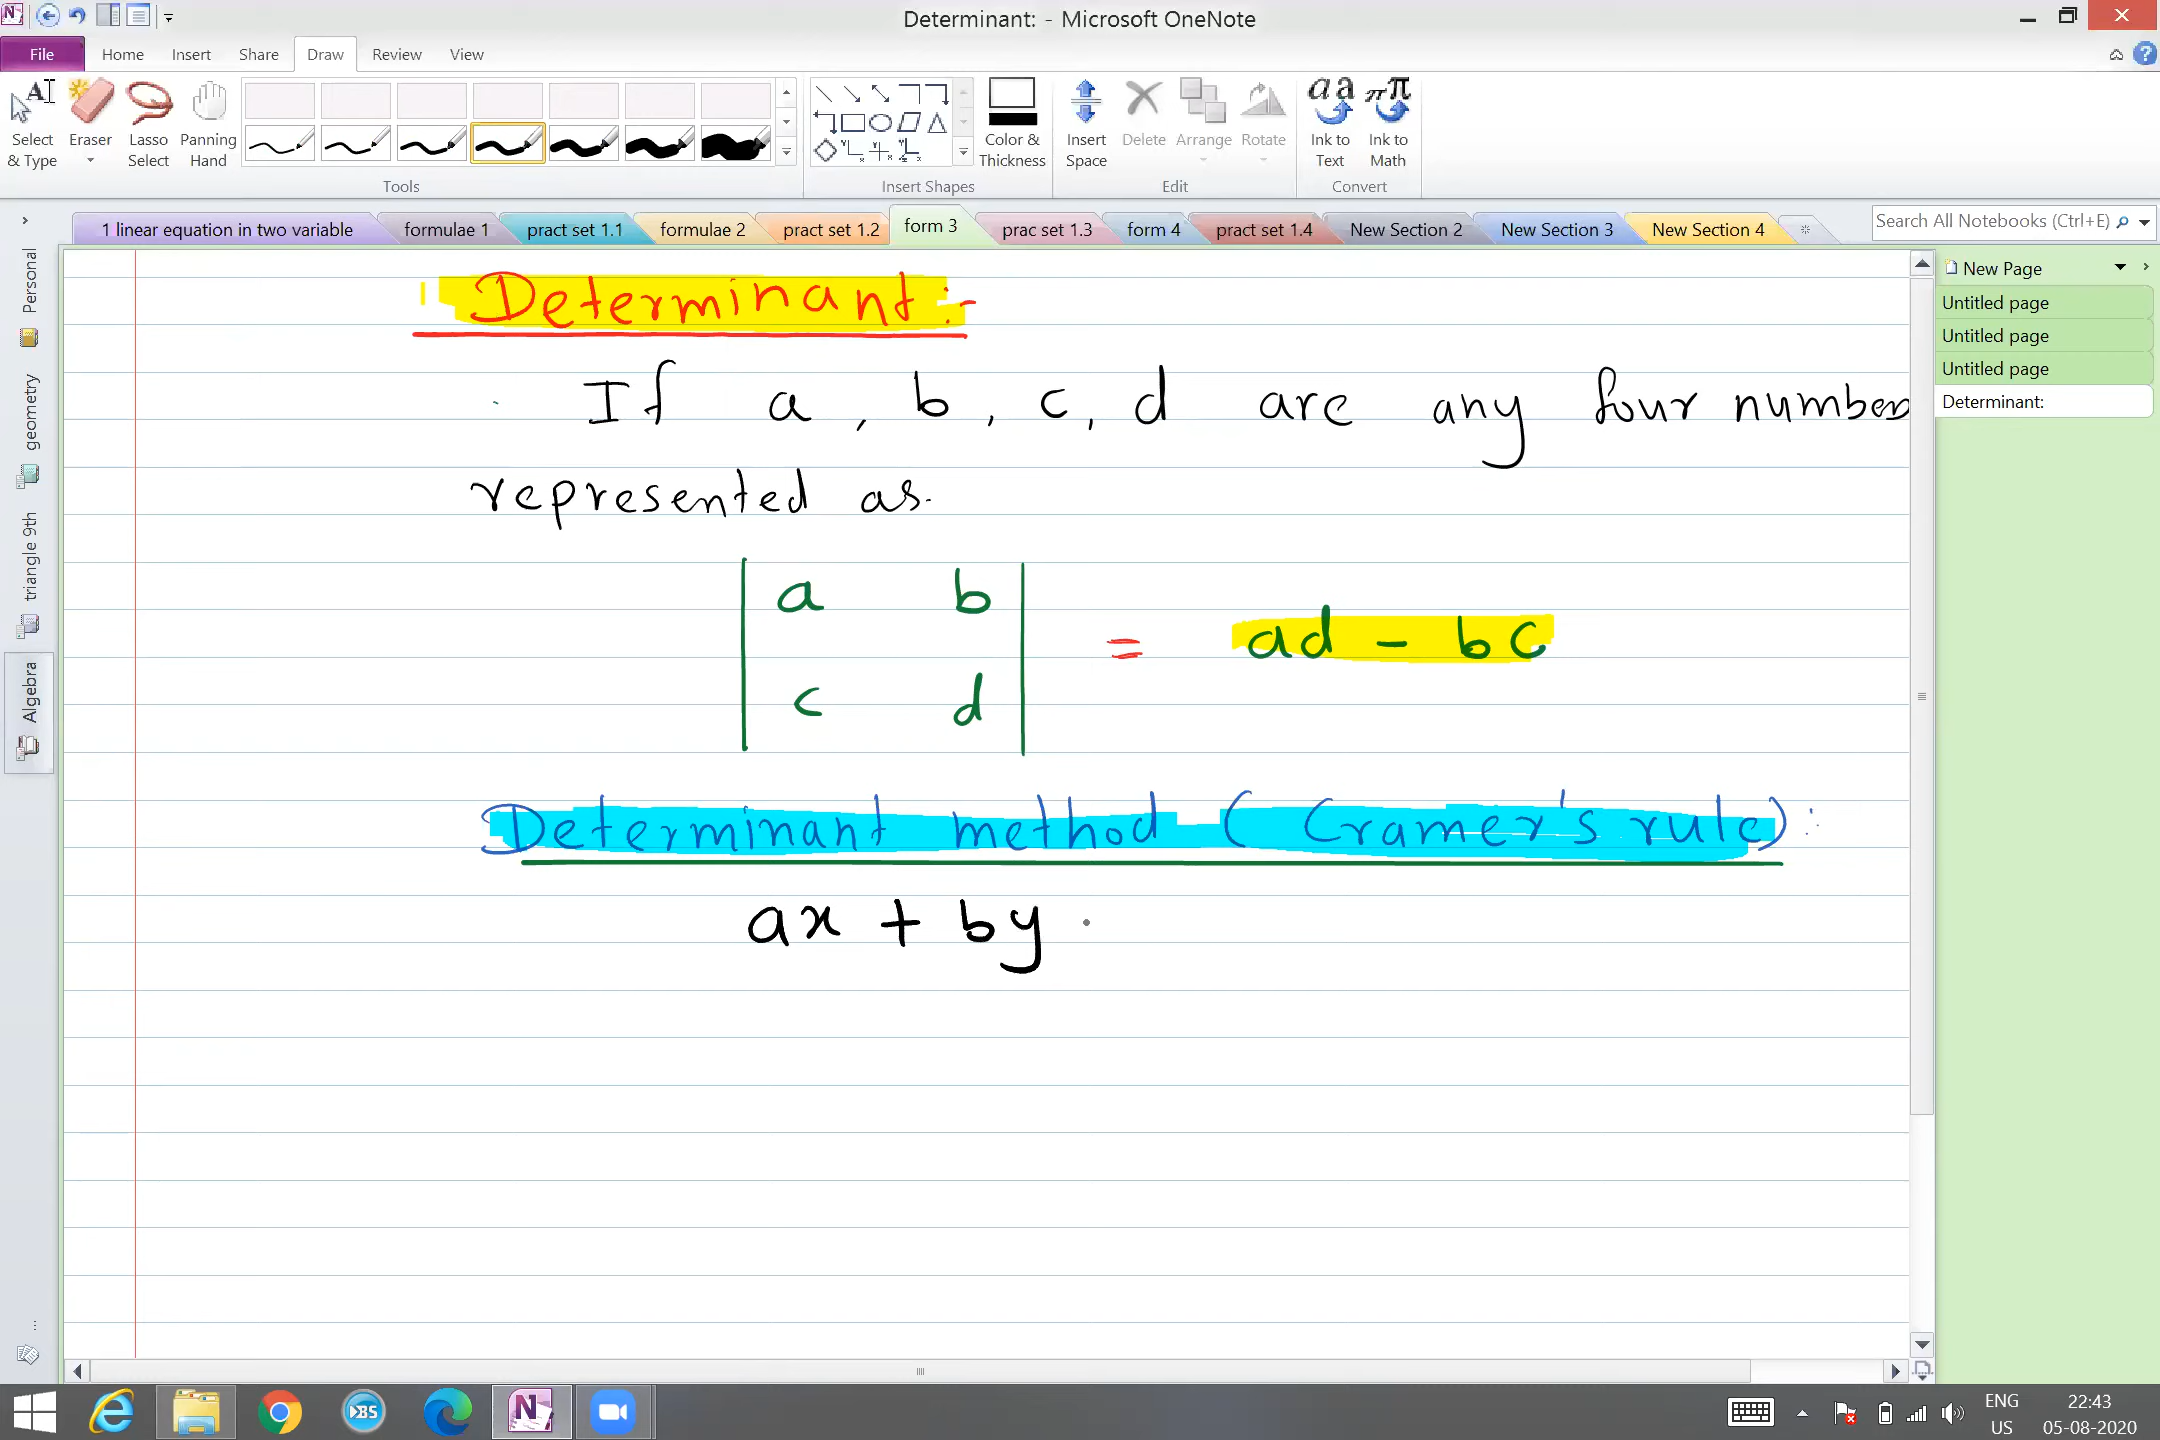 Determinant: - Microsoft OneNote
File Home Insert Share Draw Review View
Select & Type
Eraser
Lasso Select
Panning Hand
Color & Thickness
Insert Space
Delete
Arrange
Rotate
Ink to Text
Ink to Math
Tools
Insert Shapes
Edit
Convert
1 linear equation in two variable formulae 1 pract set 1.1 formulae 2 pract set 1.2 form 3 prac set 1.3 form 4 pract set 1.4 New Section 2 New Section 3 New Section 4
Search All Notebooks (Ctrl+E)
Personal
geometry
triangle 9th
Algebra
New Page
Untitled page
Untitled page
Untitled page
Determinant:
Determinant :-
If a, b, c, d are any four numbers
represented as.
| a b |
= ad - bc
| c d |
Determinant method (Cramer's rule) :
ax + by
ENG
US
22:43
05-08-2020